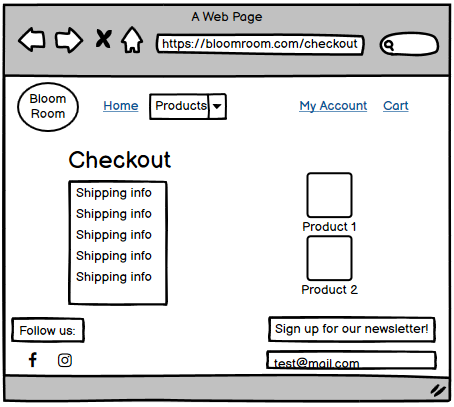 A Web Page
https://bloomroom.com/checkout
Bloom
Room
Home
Products
My Account
Cart
Checkout
Shipping info
Shipping info
Shipping info
Shipping info
Shipping info
Product 1
Product 2
Follow us:
Sign up for our newsletter!
test@mail.com